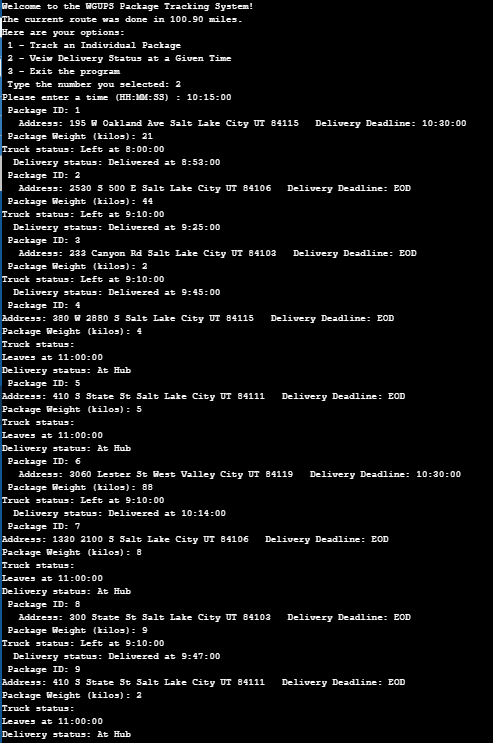 Welcome to the WGUPS Package Tracking System!
The current route was done in 100.90 miles.
Here are your options:
1 - Track an Individual Package
2 - Veiw Delivery Status at a Given Time
3 - Exit the program
Type the number you selected: 2
Please enter a time (HH:MM:SS) : 10:15:00
Package ID: 1
Address: 195 W Oakland Ave Salt Lake City UT 84115   Delivery Deadline: 10:30:00
Package Weight (kilos): 21
Truck status: Left at 8:00:00
Delivery status: Delivered at 8:53:00
Package ID: 2
Address: 2530 S 500 E Salt Lake City UT 84106   Delivery Deadline: EOD
Package Weight (kilos): 44
Truck status: Left at 9:10:00
Delivery status: Delivered at 9:25:00
Package ID: 3
Address: 233 Canyon Rd Salt Lake City UT 84103   Delivery Deadline: EOD
Package Weight (kilos): 2
Truck status: Left at 9:10:00
Delivery status: Delivered at 9:45:00
Package ID: 4
Address: 380 W 2880 S Salt Lake City UT 84115   Delivery Deadline: EOD
Package Weight (kilos): 4
Truck status:
Leaves at 11:00:00
Delivery status: At Hub
Package ID: 5
Address: 410 S State St Salt Lake City UT 84111   Delivery Deadline: EOD
Package Weight (kilos): 5
Truck status:
Leaves at 11:00:00
Delivery status: At Hub
Package ID: 6
Address: 3060 Lester St West Valley City UT 84119   Delivery Deadline: 10:30:00
Package Weight (kilos): 88
Truck status: Left at 9:10:00
Delivery status: Delivered at 10:14:00
Package ID: 7
Address: 1330 2100 S Salt Lake City UT 84106   Delivery Deadline: EOD
Package Weight (kilos): 8
Truck status:
Leaves at 11:00:00
Delivery status: At Hub
Package ID: 8
Address: 300 State St Salt Lake City UT 84103   Delivery Deadline: EOD
Package Weight (kilos): 9
Truck status: Left at 9:10:00
Delivery status: Delivered at 9:47:00
Package ID: 9
Address: 410 S State St Salt Lake City UT 84111   Delivery Deadline: EOD
Package Weight (kilos): 2
Truck status:
Leaves at 11:00:00
Delivery status: At Hub